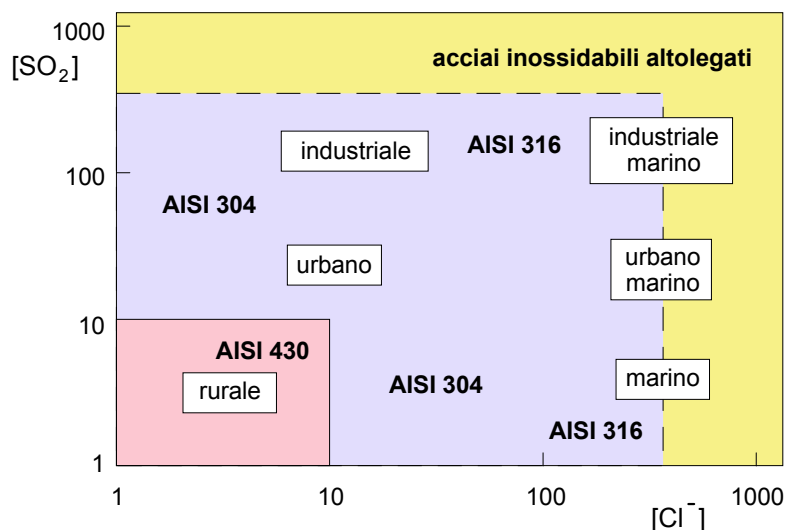 1000
[SO₂]
acciai inossidabili altolegati
industriale
AISI 316
industriale
marino
100
AISI 304
urbano
urbano
marino
10
AISI 430
rurale
AISI 304
marino
AISI 316
1
1
10
100
1000
[Cl⁻]